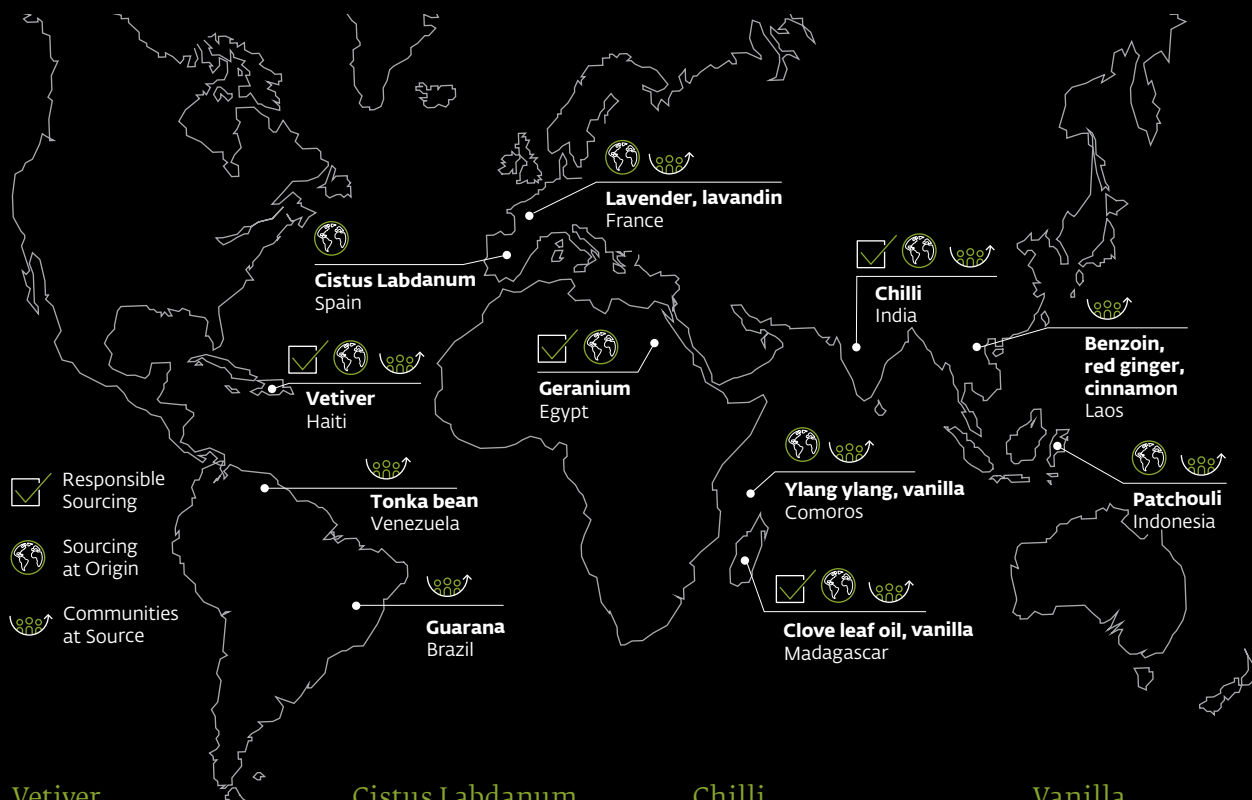 Lavender, lavandin
France
Cistus Labdanum
Spain
Chilli
India
Benzoin,
red ginger,
cinnamon
Laos
Geranium
Egypt
Vetiver
Haiti
Responsible
Sourcing
Tonka bean
Venezuela
Ylang ylang, vanilla
Comoros
Patchouli
Indonesia
Sourcing
at Origin
Communities
at Source
Guarana
Brazil
Clove leaf oil, vanilla
Madagascar
Vetiver
Cistus Labdanum
Chilli
Vanilla